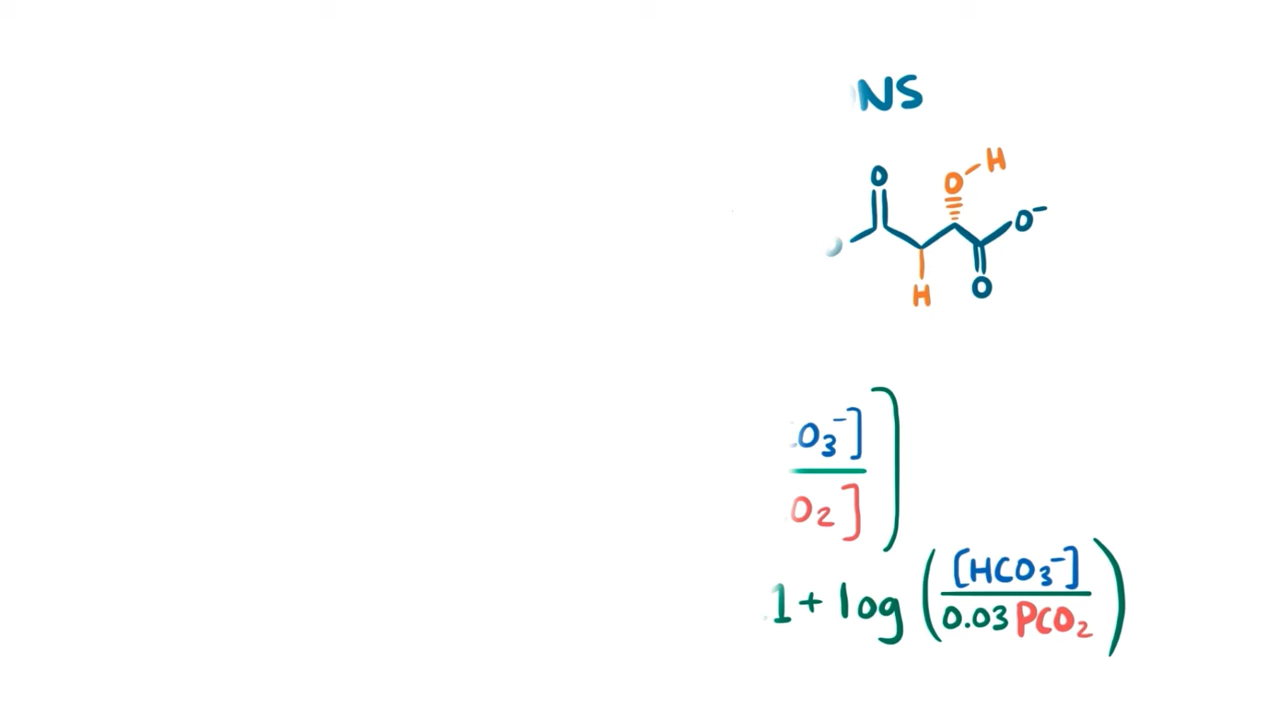 NS
O H
O O⁻
H O
O₃⁻]
O₂ ]
1 + log ( [HCO₃⁻] / 0.03 PCO₂ )